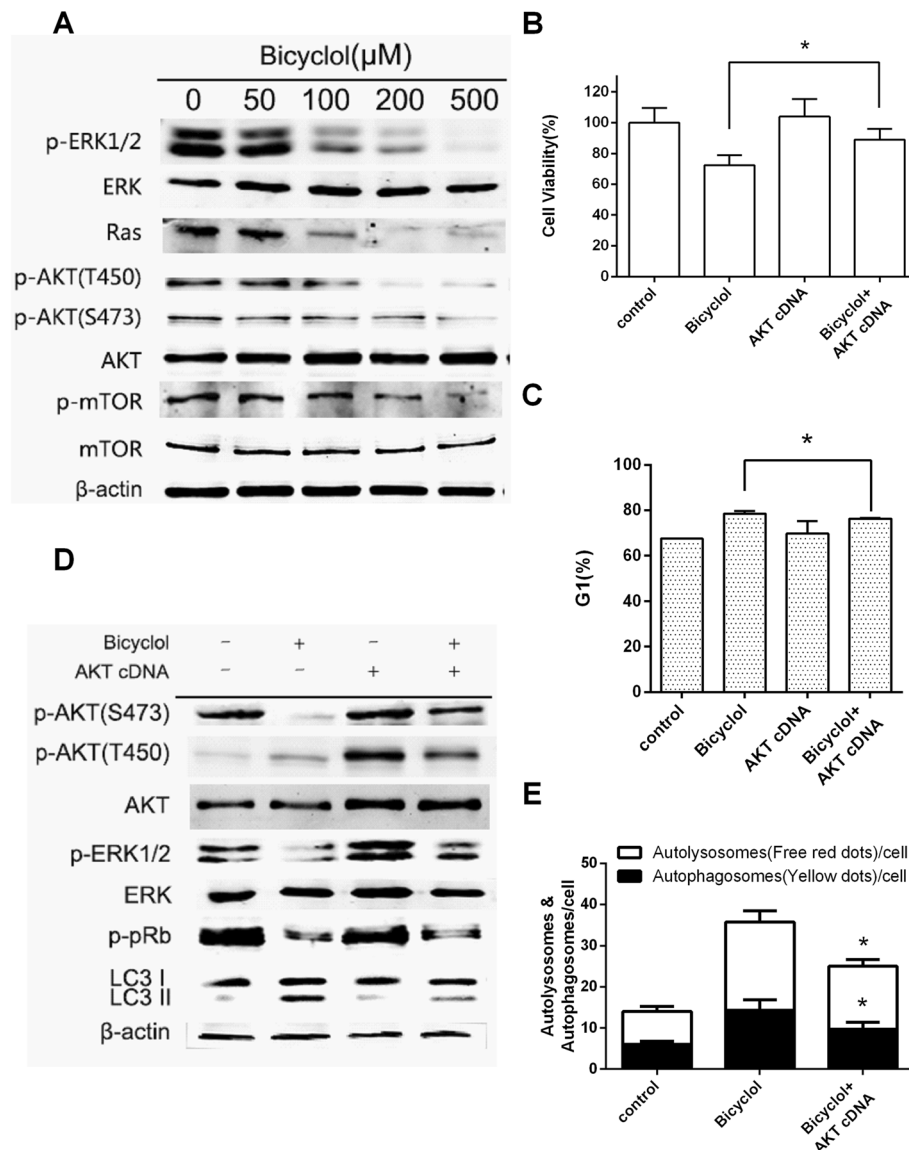 A
Bicyclol(μM)
0 50 100 200 500
p-ERK1/2
ERK
Ras
p-AKT(T450)
p-AKT(S473)
AKT
p-mTOR
mTOR
β-actin
B
*
Cell Viability(%)
120
100
80
60
40
20
0
control
Bicyclol
AKT cDNA
Bicyclol+
AKT cDNA
C
*
G1(%)
100
80
60
40
20
0
control
Bicyclol
AKT cDNA
Bicyclol+
AKT cDNA
D
Bicyclol - + - +
AKT cDNA - - + +
p-AKT(S473)
p-AKT(T450)
AKT
p-ERK1/2
ERK
p-pRb
LC3 I
LC3 II
β-actin
E
Autolysosomes(Free red dots)/cell
Autophagosomes(Yellow dots)/cell
Autolysosomes &
Autophagosomes/cell
50
40
30
20
10
0
*
*
control
Bicyclol
Bicyclol+
AKT cDNA